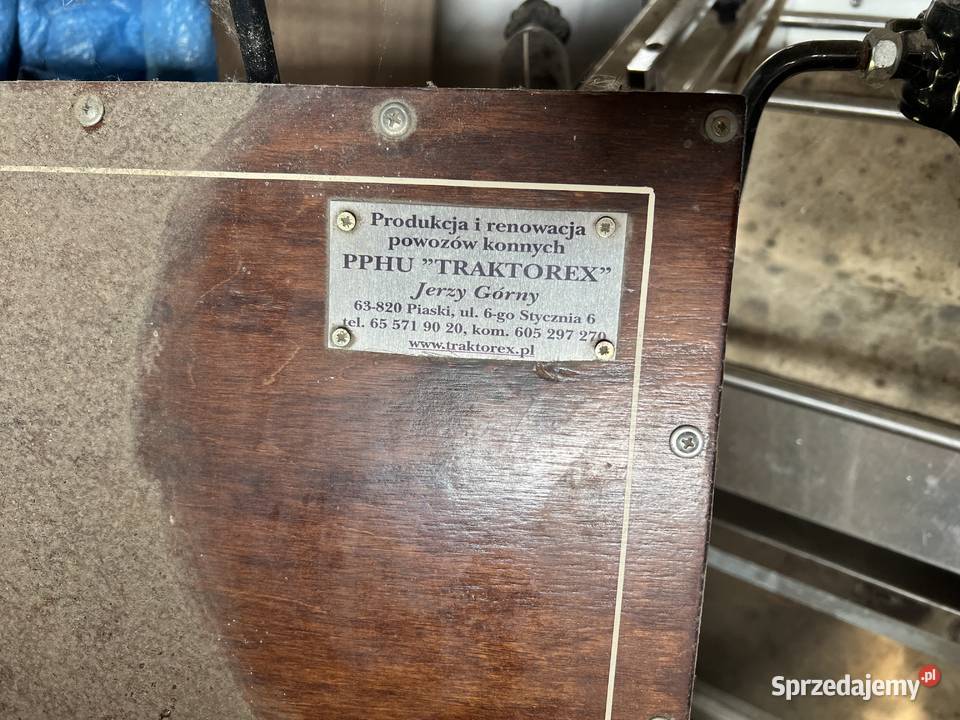 Produkcja i renowacja
powozów konnych
PPHU ”TRAKTOREX”
Jerzy Górny
63-820 Piaski, ul. 6-go Stycznia 6
tel. 65 571 90 20, kom. 605 297 270
www.traktorex.pl
Sprzedajemy.pl